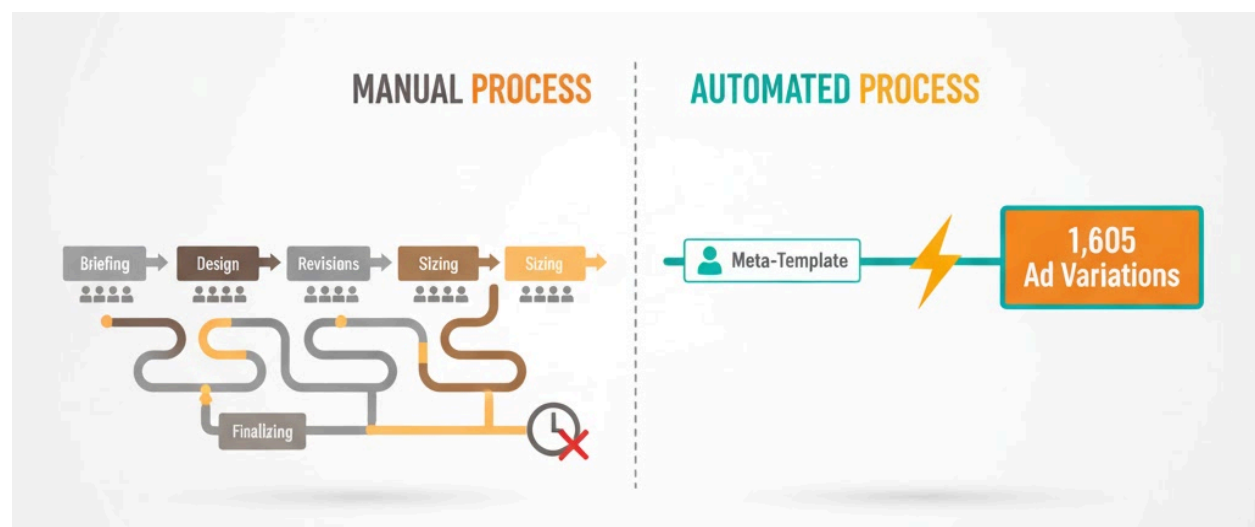 MANUAL PROCESS
AUTOMATED PROCESS
Briefing
Design
Revisions
Sizing
Sizing
Finalizing
Meta-Template
1,605
Ad Variations